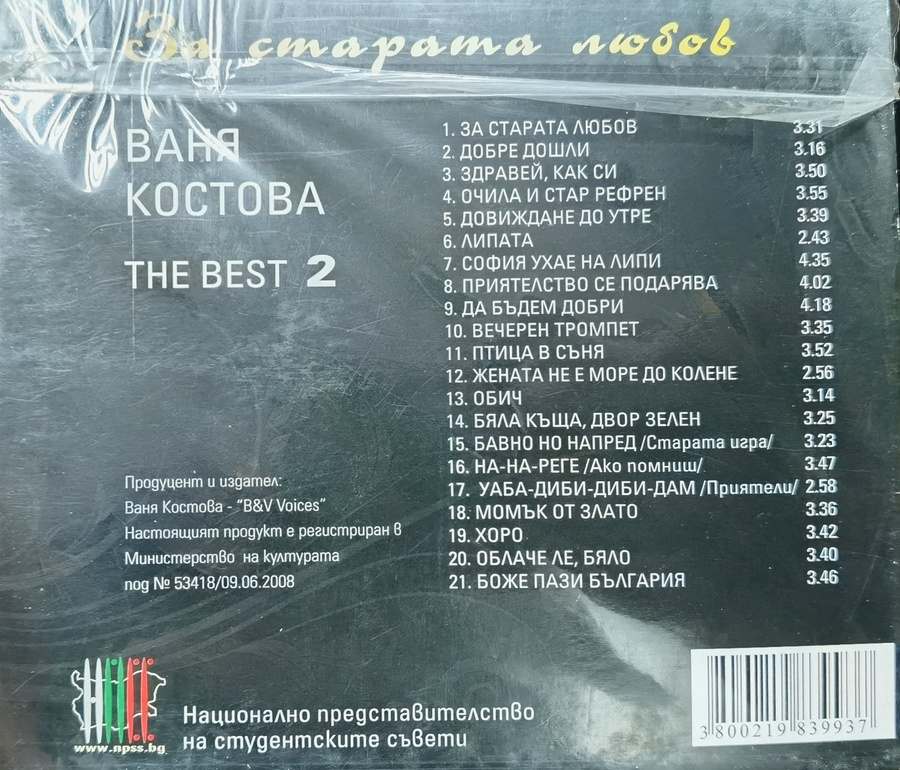 За старата любов
ВАНЯ
КОСТОВА
THE BEST 2
1. ЗА СТАРАТА ЛЮБОВ 3.31
2. ДОБРЕ ДОШЛИ 3.16
3. ЗДРАВЕЙ, КАК СИ 3.50
4. ОЧИЛА И СТАР РЕФРЕН 3.55
5. ДОВИЖДАНЕ ДО УТРЕ 3.39
6. ЛИПАТА 2.43
7. СОФИЯ УХАЕ НА ЛИПИ 4.35
8. ПРИЯТЕЛСТВО СЕ ПОДАРЯВА 4.02
9. ДА БЪДЕМ ДОБРИ 4.18
10. ВЕЧЕРЕН ТРОМПЕТ 3.35
11. ПТИЦА В СЪНЯ 3.52
12. ЖЕНАТА НЕ Е МОРЕ ДО КОЛЕНЕ 2.56
13. ОБИЧ 3.14
14. БЯЛА КЪЩА, ДВОР ЗЕЛЕН 3.25
15. БАВНО НО НАПРЕД /Старата игра/ 3.23
16. НА-НА-РЕГЕ /Ако помниш/ 3.47
17. УАБА-ДИБИ-ДИБИ-ДАМ /Приятели/ 2.58
18. МОМЪК ОТ ЗЛАТО 3.36
19. ХОРО 3.42
20. ОБЛАЧЕ ЛЕ, БЯЛО 3.40
21. БОЖЕ ПАЗИ БЪЛГАРИЯ 3.46
Продуцент и издател:
Ваня Костова - "B&V Voices"
Настоящият продукт е регистриран в
Министерство на културата
под № 53418/09.06.2008
www.npss.bg
Национално представителство
на студентските съвети
3800219839937